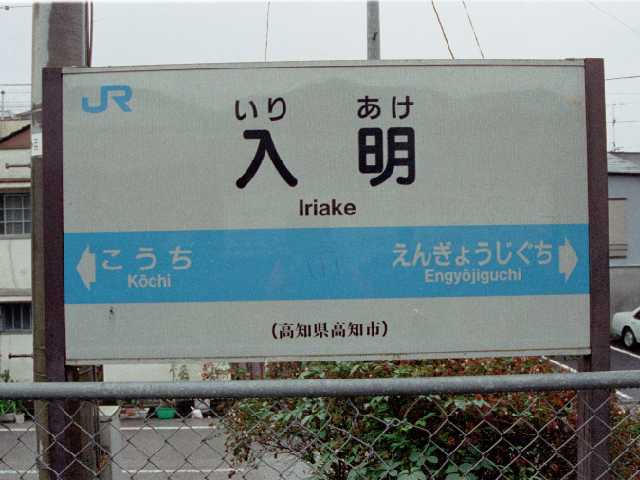 JR
いり あけ
入 明
Iriake
こうち えんぎょうじぐち
Kōchi Engyōjiguchi
(高知県高知市)